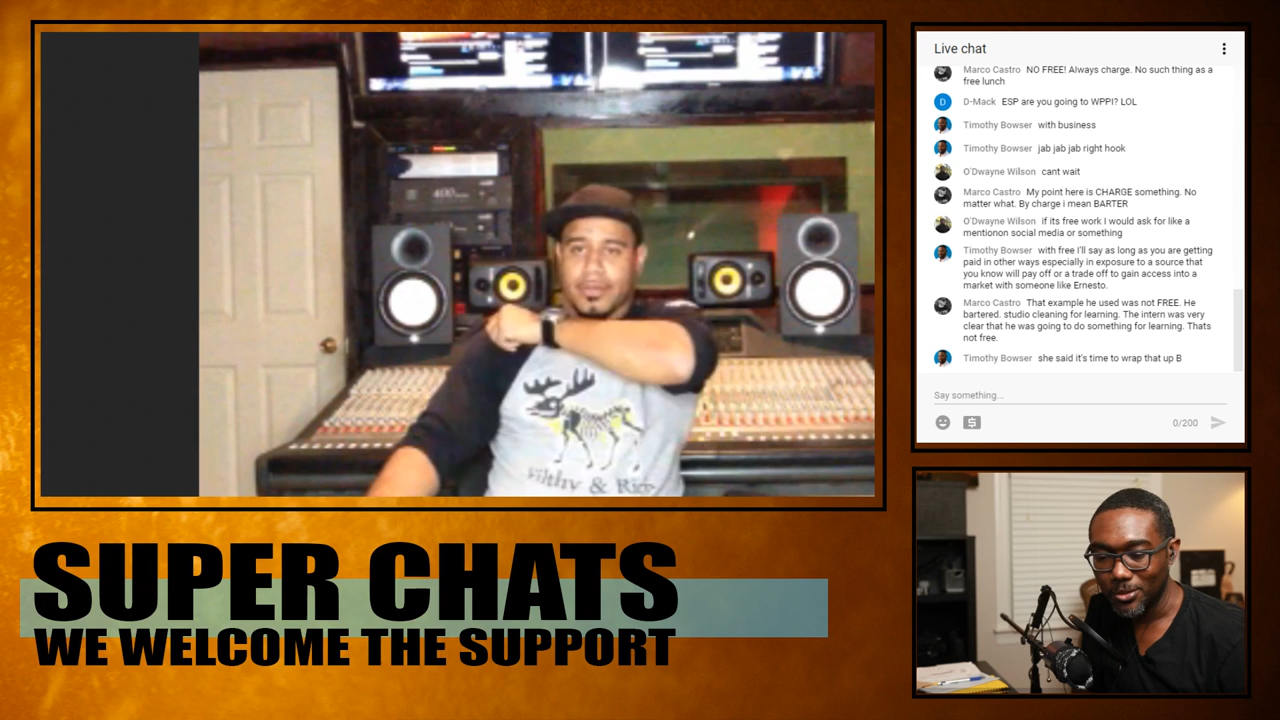 Live chat
Marco Castro NO FREE! Always charge. No such thing as a
free lunch
D
D-Mack ESP are you going to WPPI? LOL
Timothy Bowser with business
Timothy Bowser jab jab jab right hook
O'Dwayne Wilson cant wait
Marco Castro My point here is CHARGE something. No
matter what. By charge i mean BARTER
O'Dwayne Wilson if its free work I would ask for like a
mentionon social media or something
Timothy Bowser with free I'll say as long as you are getting
paid in other ways especially in exposure to a source that
you know will pay off or a trade off to gain access into a
market with someone like Ernesto.
Marco Castro That example he used was not FREE. He
bartered. studio cleaning for learning. The intern was very
clear that he was going to do something for learning. Thats
not free.
Timothy Bowser she said it's time to wrap that up B
Say something...
0/200
400
Filthy & Rich
SUPER CHATS
WE WELCOME THE SUPPORT